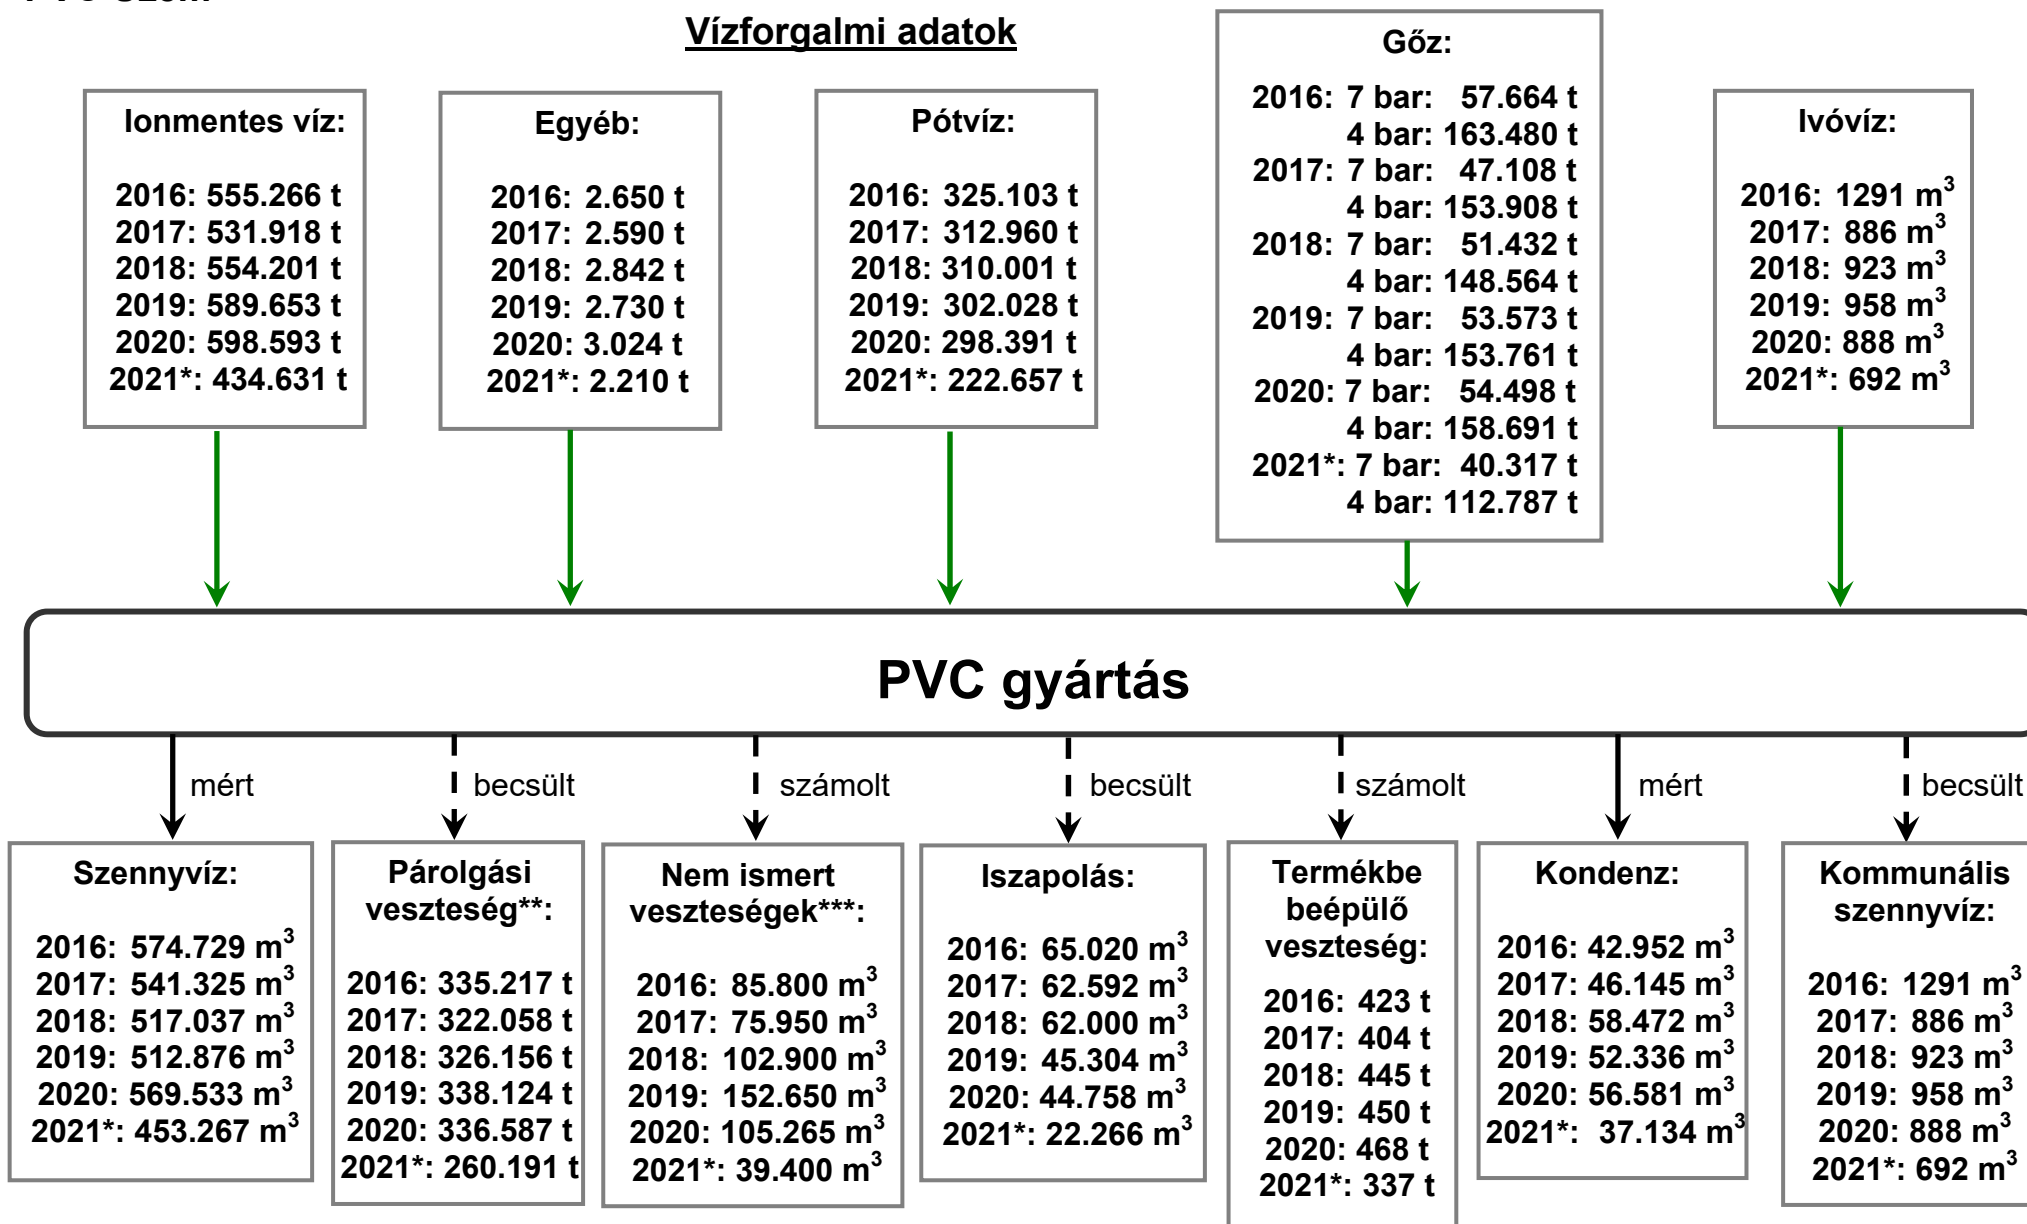 Vízforgalmi adatok
Ionmentes víz:
2016: 555.266 t
2017: 531.918 t
2018: 554.201 t
2019: 589.653 t
2020: 598.593 t
2021*: 434.631 t
Egyéb:
2016: 2.650 t
2017: 2.590 t
2018: 2.842 t
2019: 2.730 t
2020: 3.024 t
2021*: 2.210 t
Pótvíz:
2016: 325.103 t
2017: 312.960 t
2018: 310.001 t
2019: 302.028 t
2020: 298.391 t
2021*: 222.657 t
Gőz:
2016: 7 bar: 57.664 t
4 bar: 163.480 t
2017: 7 bar: 47.108 t
4 bar: 153.908 t
2018: 7 bar: 51.432 t
4 bar: 148.564 t
2019: 7 bar: 53.573 t
4 bar: 153.761 t
2020: 7 bar: 54.498 t
4 bar: 158.691 t
2021*: 7 bar: 40.317 t
4 bar: 112.787 t
Ivóvíz:
2016: 1291 m³
2017: 886 m³
2018: 923 m³
2019: 958 m³
2020: 888 m³
2021*: 692 m³
PVC gyártás
mért
becsült
számolt
becsült
számolt
mért
becsült
Szennyvíz:
2016: 574.729 m³
2017: 541.325 m³
2018: 517.037 m³
2019: 512.876 m³
2020: 569.533 m³
2021*: 453.267 m³
Párolgási
veszteség**:
2016: 335.217 t
2017: 322.058 t
2018: 326.156 t
2019: 338.124 t
2020: 336.587 t
2021*: 260.191 t
Nem ismert
veszteségek***:
2016: 85.800 m³
2017: 75.950 m³
2018: 102.900 m³
2019: 152.650 m³
2020: 105.265 m³
2021*: 39.400 m³
Iszapolás:
2016: 65.020 m³
2017: 62.592 m³
2018: 62.000 m³
2019: 45.304 m³
2020: 44.758 m³
2021*: 22.266 m³
Termékbe
beépülő
veszteség:
2016: 423 t
2017: 404 t
2018: 445 t
2019: 450 t
2020: 468 t
2021*: 337 t
Kondenz:
2016: 42.952 m³
2017: 46.145 m³
2018: 58.472 m³
2019: 52.336 m³
2020: 56.581 m³
2021*: 37.134 m³
Kommunális
szennyvíz:
2016: 1291 m³
2017: 886 m³
2018: 923 m³
2019: 958 m³
2020: 888 m³
2021*: 692 m³